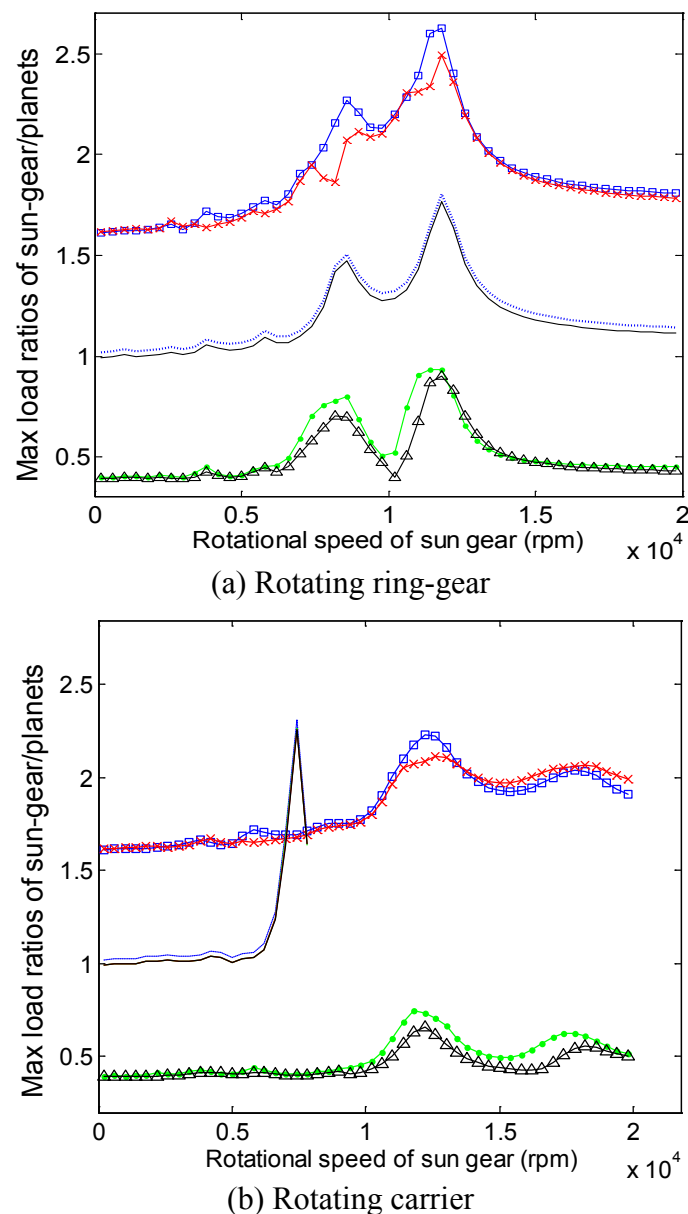 Max load ratios of sun-gear/planets
2.5
2
1.5
1
0.5
0 0.5 1 1.5 2
Rotational speed of sun gear (rpm)
x 10^4
(a) Rotating ring-gear
Max load ratios of sun-gear/planets
2.5
2
1.5
1
0.5
0 0.5 1 1.5 2
Rotational speed of sun gear (rpm)
x 10^4
(b) Rotating carrier